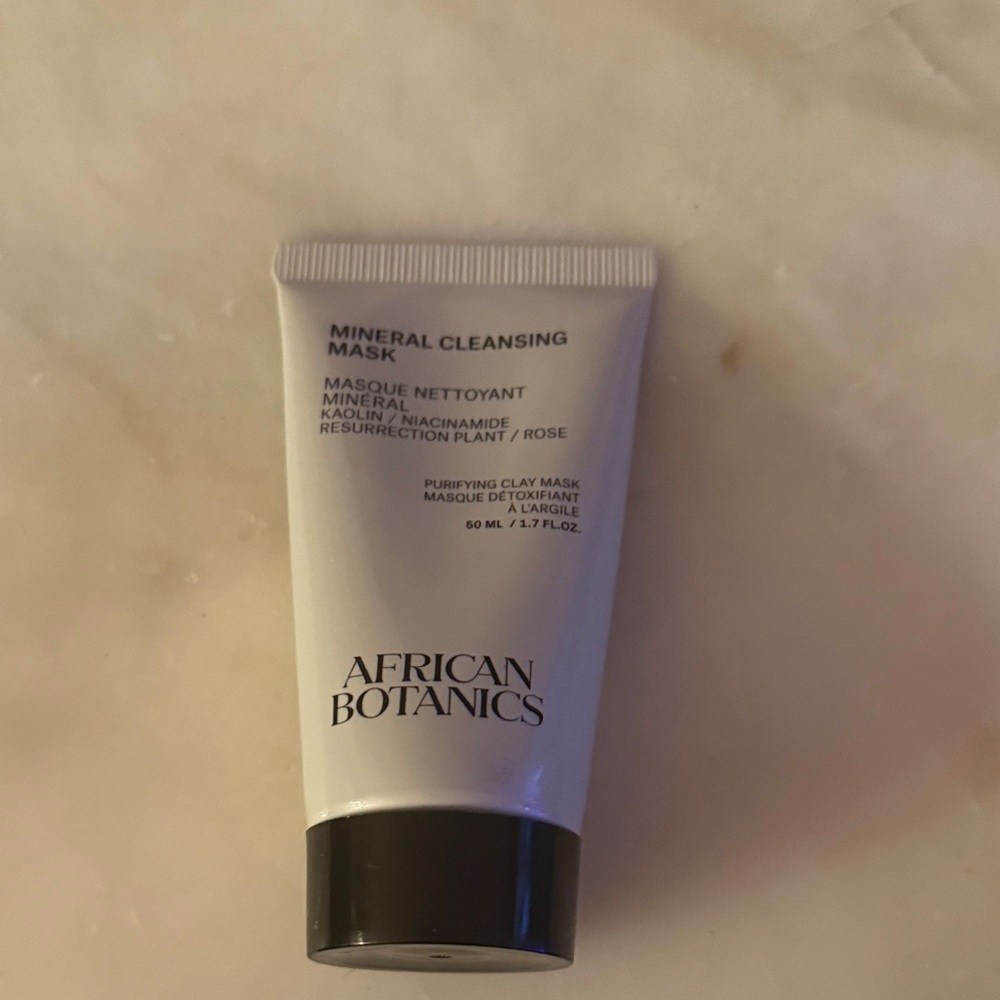 MINERAL CLEANSING
MASK
MASQUE NETTOYANT
MINÉRAL
KAOLIN / NIACINAMIDE
RESURRECTION PLANT / ROSE
PURIFYING CLAY MASK
MASQUE DÉTOXIFIANT
À L'ARGILE
50 ML / 1.7 FL.OZ.
AFRICAN
BOTANICS